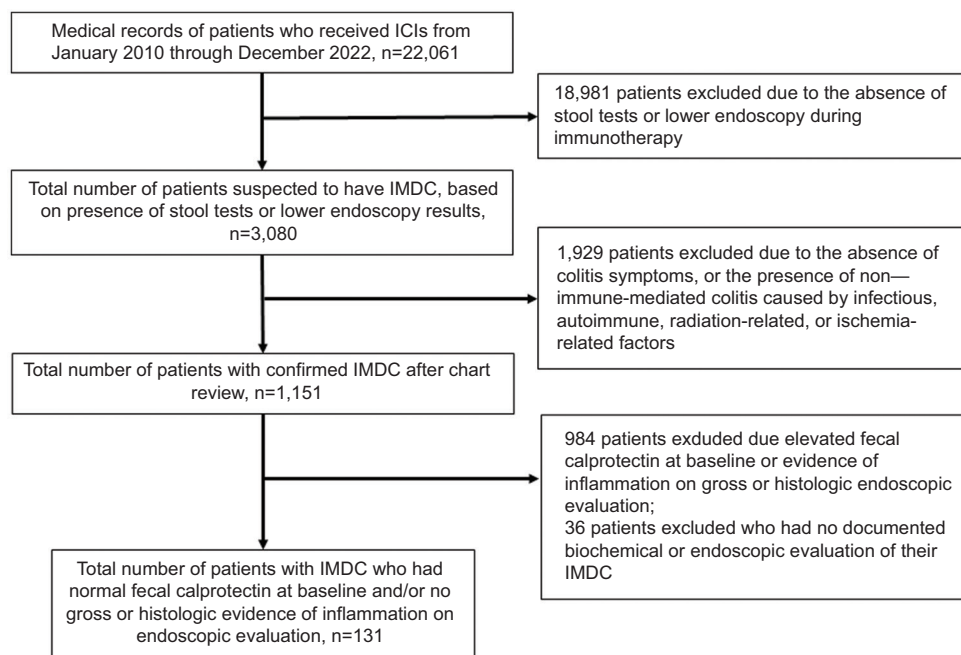 Medical records of patients who received ICIs from
January 2010 through December 2022, n=22,061
18,981 patients excluded due to the absence of
stool tests or lower endoscopy during
immunotherapy
Total number of patients suspected to have IMDC, based
on presence of stool tests or lower endoscopy results,
n=3,080
1,929 patients excluded due to the absence of
colitis symptoms, or the presence of non—
immune-mediated colitis caused by infectious,
autoimmune, radiation-related, or ischemia-
related factors
Total number of patients with confirmed IMDC after chart
review, n=1,151
984 patients exduded due elevated fecal
calprotectin at baseline or evidence of
inflammation on gross or histologic endoscopic
evaluation;
36 patients excluded who had no documented
biochemical or endoscopic evaluation of their
IMDC
Total number of patients with IMDC who had
normal fecal calprotectin at baseline and/or no
gross or histologic evidence of inflammation on
endoscopic evaluation, n=131